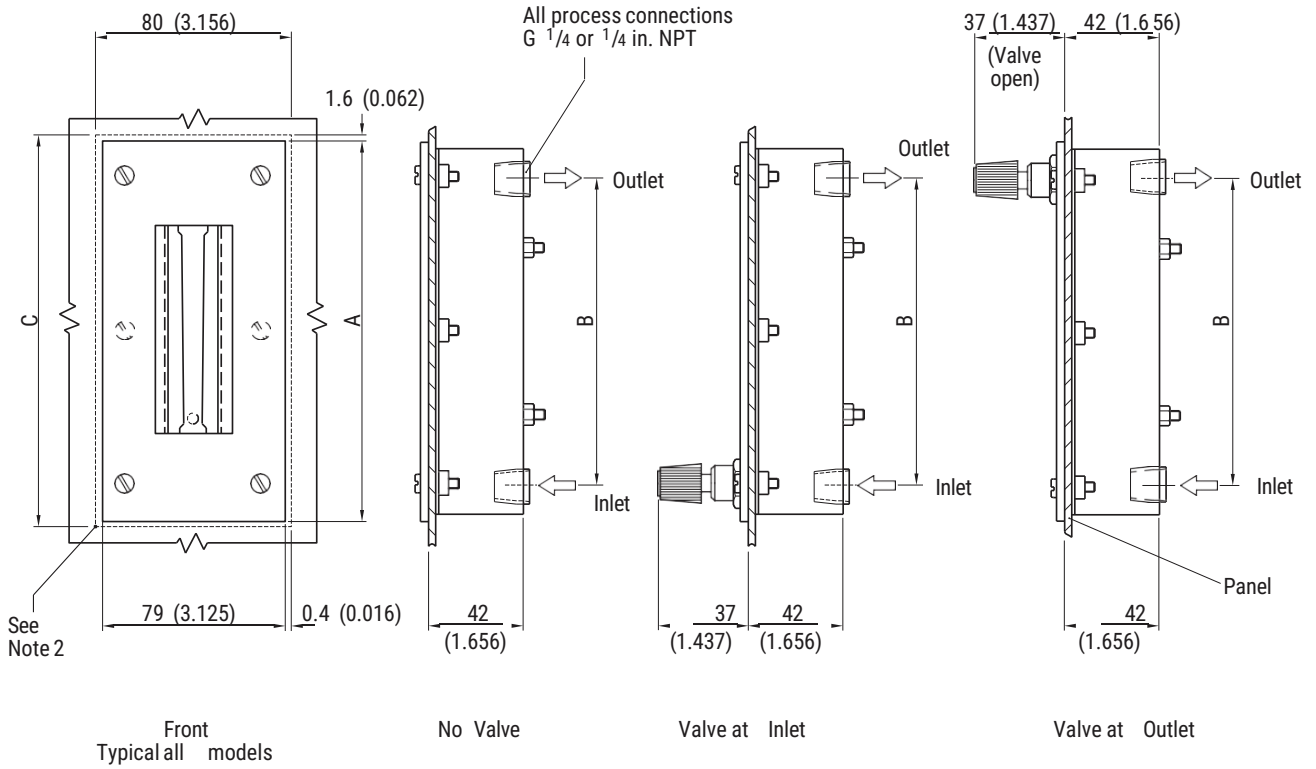 80 (3.156)
All process connections
G 1/4 or 1/4 in. NPT
37 (1.437)
42 (1.656)
(Valve
open)
1.6 (0.062)
Outlet
Outlet
Outlet
C
A
B
B
B
Inlet
Inlet
Inlet
Panel
See
Note 2
79 (3.125)
0.4 (0.016)
42
(1.656)
37
(1.437)
42
(1.656)
42
(1.656)
Front
Typical all models
No Valve
Valve at Inlet
Valve at Outlet